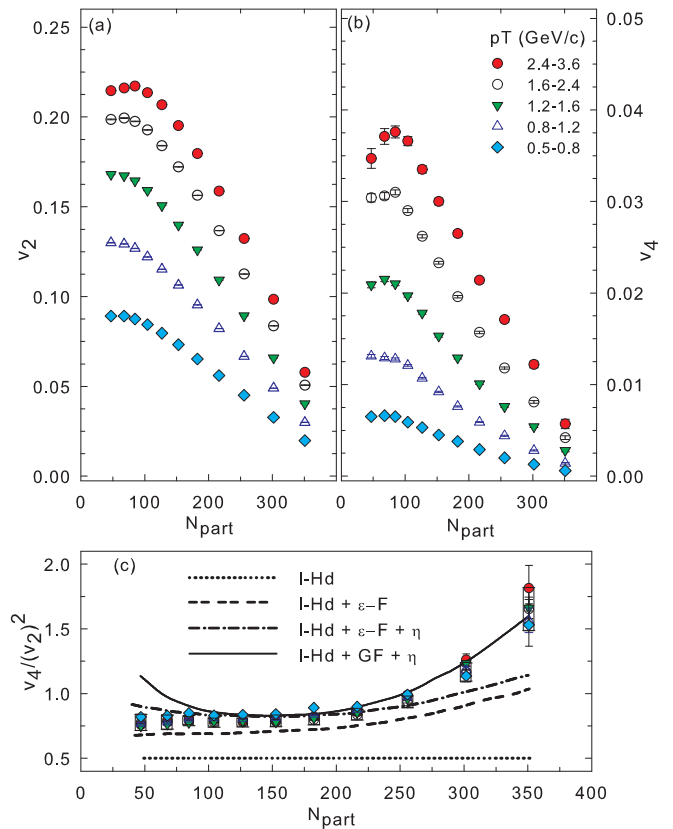 (a)
(b)
pT (GeV/c)
2.4-3.6
1.6-2.4
1.2-1.6
0.8-1.2
0.5-0.8
0.25
0.20
0.15
0.10
0.05
0.00
v2
0.05
0.04
0.03
0.02
0.01
0.00
v4
0 50 100 150 200 250 300 350
Npart
0 100 200 300
Npart
(c)
I-Hd
I-Hd + ε-F
I-Hd + ε-F + η
I-Hd + GF + η
2.0
1.5
1.0
0.5
v4/(v2)²
0 50 100 150 200 250 300 350 400
Npart